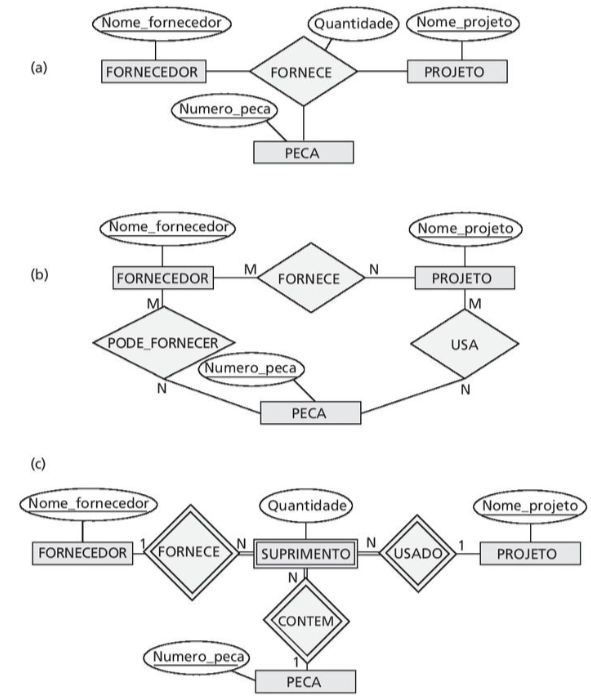 Nome_fornecedor Quantidade Nome_projeto
(a) FORNECEDOR FORNECE PROJETO
Numero_peca
PECA
Nome_fornecedor Nome_projeto
(b) FORNECEDOR M FORNECE N PROJETO
M M
PODE_FORNECER USA
Numero_peca
N N
PECA
(c)
Nome_fornecedor Quantidade Nome_projeto
FORNECEDOR 1 FORNECE N SUPRIMENTO N USADO 1 PROJETO
N
CONTEM
Numero_peca 1
PECA